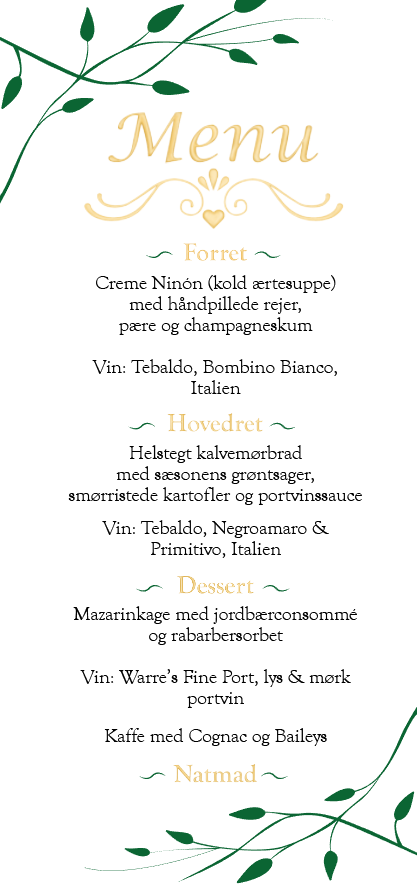 Menu
Forret
Creme Ninón (kold ærtesuppe)
med håndpillede rejer,
pære og champagneskum
Vin: Tebaldo, Bombino Bianco,
Italien
Hovedret
Helstegt kalvemørbrad
med sæsonens grøntsager,
smørristede kartofler og portvinssauce
Vin: Tebaldo, Negroamaro &
Primitivo, Italien
Dessert
Mazarinkage med jordbærconsommé
og rabarbersorbet
Vin: Warre’s Fine Port, lys & mørk
portvin
Kaffe med Cognac og Baileys
Natmad